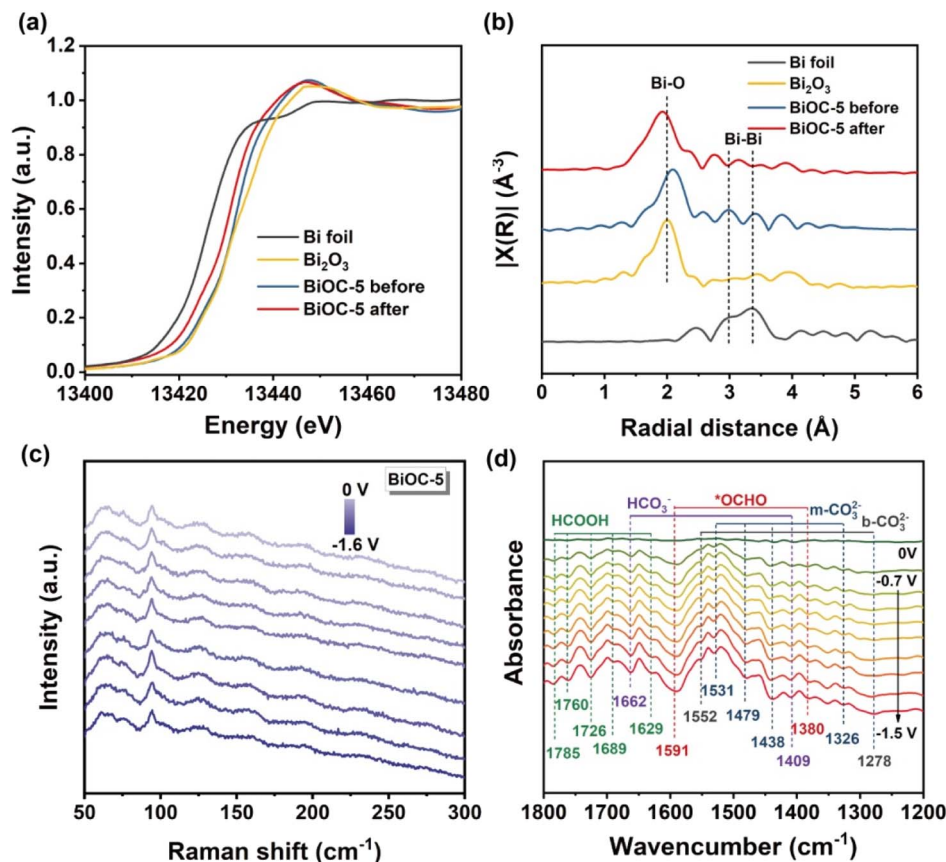 (a)
1.2
1.0
0.8
0.6
0.4
0.2
0.0
Intensity (a.u.)
Bi foil
Bi₂O₃
BiOC-5 before
BiOC-5 after
13400 13420 13440 13460 13480
Energy (eV)
(b)
Bi foil
Bi₂O₃
BiOC-5 before
BiOC-5 after
Bi-O
Bi-Bi
|X(R)| (Å⁻³)
0 1 2 3 4 5 6
Radial distance (Å)
(c)
BiOC-5
0 V
-1.6 V
Intensity (a.u.)
50 100 150 200 250 300
Raman shift (cm⁻¹)
(d)
HCOOH
HCO₃⁻
*OCHO
m-CO₃²⁻
b-CO₃²⁻
0V
-0.7 V
-1.5 V
Absorbance
1760 1662 1531 1380
1726 1629 1552 1479 1438 1326
1689
1785 1591 1409 1278
1800 1700 1600 1500 1400 1300 1200
Wavencumber (cm⁻¹)